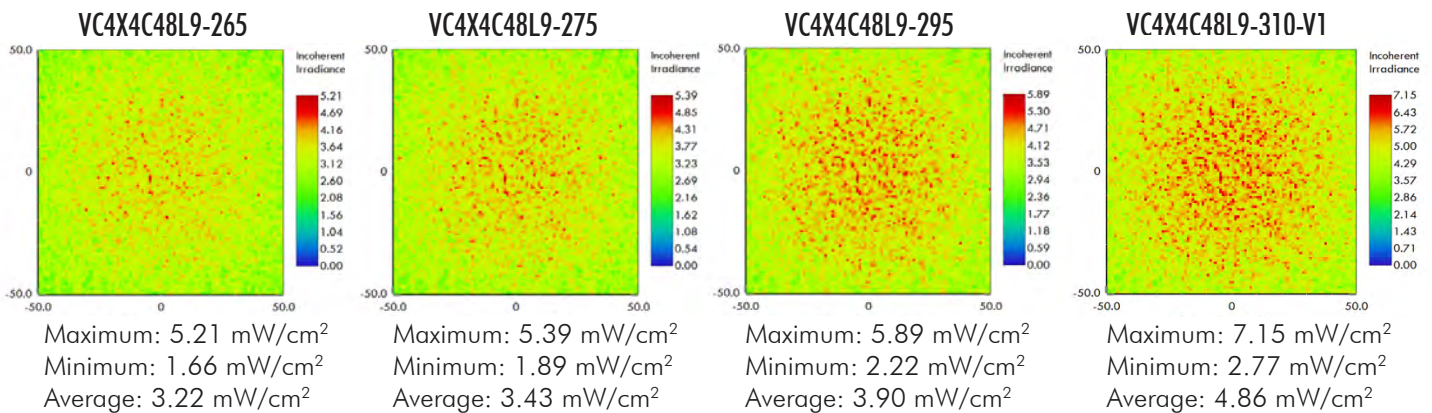 VC4X4C48L9-265
50.0
0
-50.0
-50.0
0
50.0
Incoherent
Irradiance
5.21
4.69
4.16
3.64
3.12
2.60
2.08
1.56
1.04
0.52
0.00
Maximum: 5.21 mW/cm²
Minimum: 1.66 mW/cm²
Average: 3.22 mW/cm²
VC4X4C48L9-275
50.0
0
-50.0
-50.0
0
50.0
Incoherent
Irradiance
5.39
4.85
4.31
3.77
3.23
2.69
2.16
1.62
1.08
0.54
0.00
Maximum: 5.39 mW/cm²
Minimum: 1.89 mW/cm²
Average: 3.43 mW/cm²
VC4X4C48L9-295
50.0
0
-50.0
-50.0
0
50.0
Incoherent
Irradiance
5.89
5.30
4.71
4.12
3.53
2.94
2.36
1.77
1.18
0.59
0.00
Maximum: 5.89 mW/cm²
Minimum: 2.22 mW/cm²
Average: 3.90 mW/cm²
VC4X4C48L9-310-V1
50.0
0
-50.0
-50.0
0
50.0
Incoherent
Irradiance
7.15
6.43
5.72
5.00
4.29
3.57
2.86
2.14
1.43
0.71
0.00
Maximum: 7.15 mW/cm²
Minimum: 2.77 mW/cm²
Average: 4.86 mW/cm²